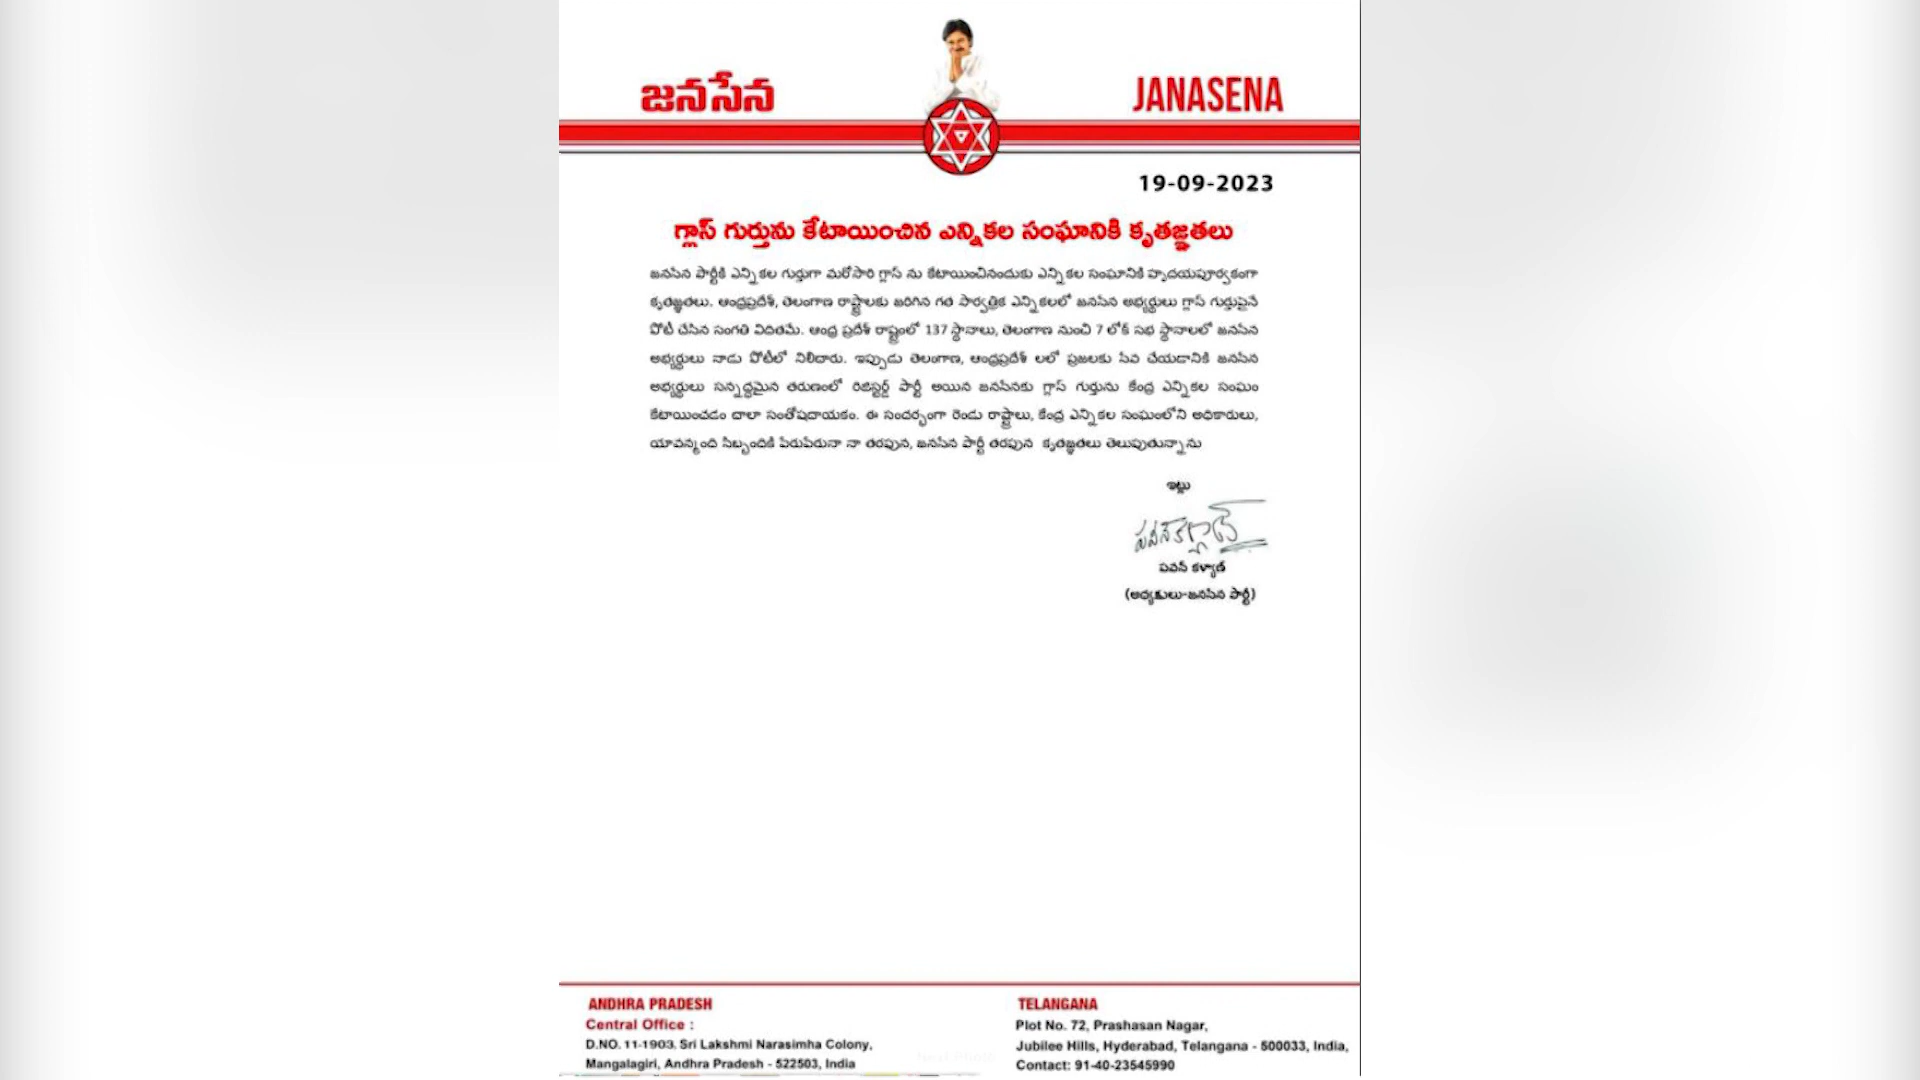 జనసేన
JANASENA
19-09-2023
గ్లాస్ గుర్తును కేటాయించిన ఎన్నికల సంఘానికి కృతజ్ఞతలు
జనసేన పార్టీకి ఎన్నికల గుర్తుగా మరోసారి గ్లాస్ ను కేటాయించినందుకు ఎన్నికల సంఘానికి హృదయపూర్వకంగా
కృతజ్ఞతలు. ఆంధ్రప్రదేశ్, తెలంగాణ రాష్ట్రాలకు జరిగిన గత సార్వత్రిక ఎన్నికలలో జనసేన అభ్యర్థులు గ్లాస్ గుర్తుపైనే
పోటీ చేసిన సంగతి విదితమే. ఆంధ్ర ప్రదేశ్ రాష్ట్రంలో 137 స్థానాలు, తెలంగాణ నుంచి 7 లోక్ సభ స్థానాలలో జనసేన
అభ్యర్థులు నాడు పోటీలో నిలిచారు. ఇప్పుడు తెలంగాణ, ఆంధ్రప్రదేశ్ లలో ప్రజలకు సేవ చేయడానికి జనసేన
అభ్యర్థులు సన్నద్ధమైన తరుణంలో రిజిస్టర్డ్ పార్టీ అయిన జనసేనకు గ్లాస్ గుర్తును కేంద్ర ఎన్నికల సంఘం
కేటాయించడం చాలా సంతోషదాయకం. ఈ సందర్భంగా రెండు రాష్ట్రాలు, కేంద్ర ఎన్నికల సంఘంలోని అధికారులు,
యావన్మంది సిబ్బందికి పేరుపేరునా నా తరపున, జనసేన పార్టీ తరపున కృతజ్ఞతలు తెలుపుతున్నాను
ఇట్లు
పవన్ కళ్యాణ్
పవన్ కళ్యాణ్
(అధ్యక్షులు-జనసేన పార్టీ)
ANDHRA PRADESH
Central Office :
D.NO. 11-1903. Sri Lakshmi Narasimha Colony,
Mangalagiri, Andhra Pradesh - 522503, India
TELANGANA
Plot No. 72, Prashasan Nagar,
Jubilee Hills, Hyderabad, Telangana - 500033, India,
Contact: 91-40-23545990